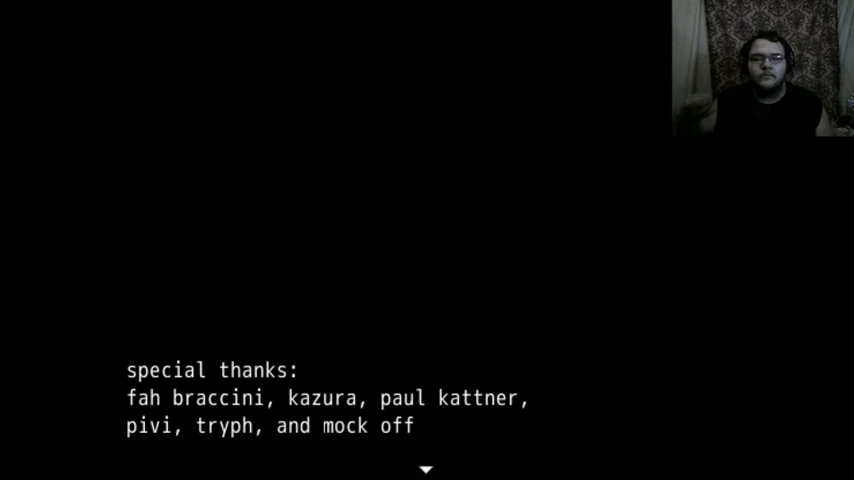 special thanks:
fah braccini, kazura, paul kattner,
pivi, tryph, and mock off